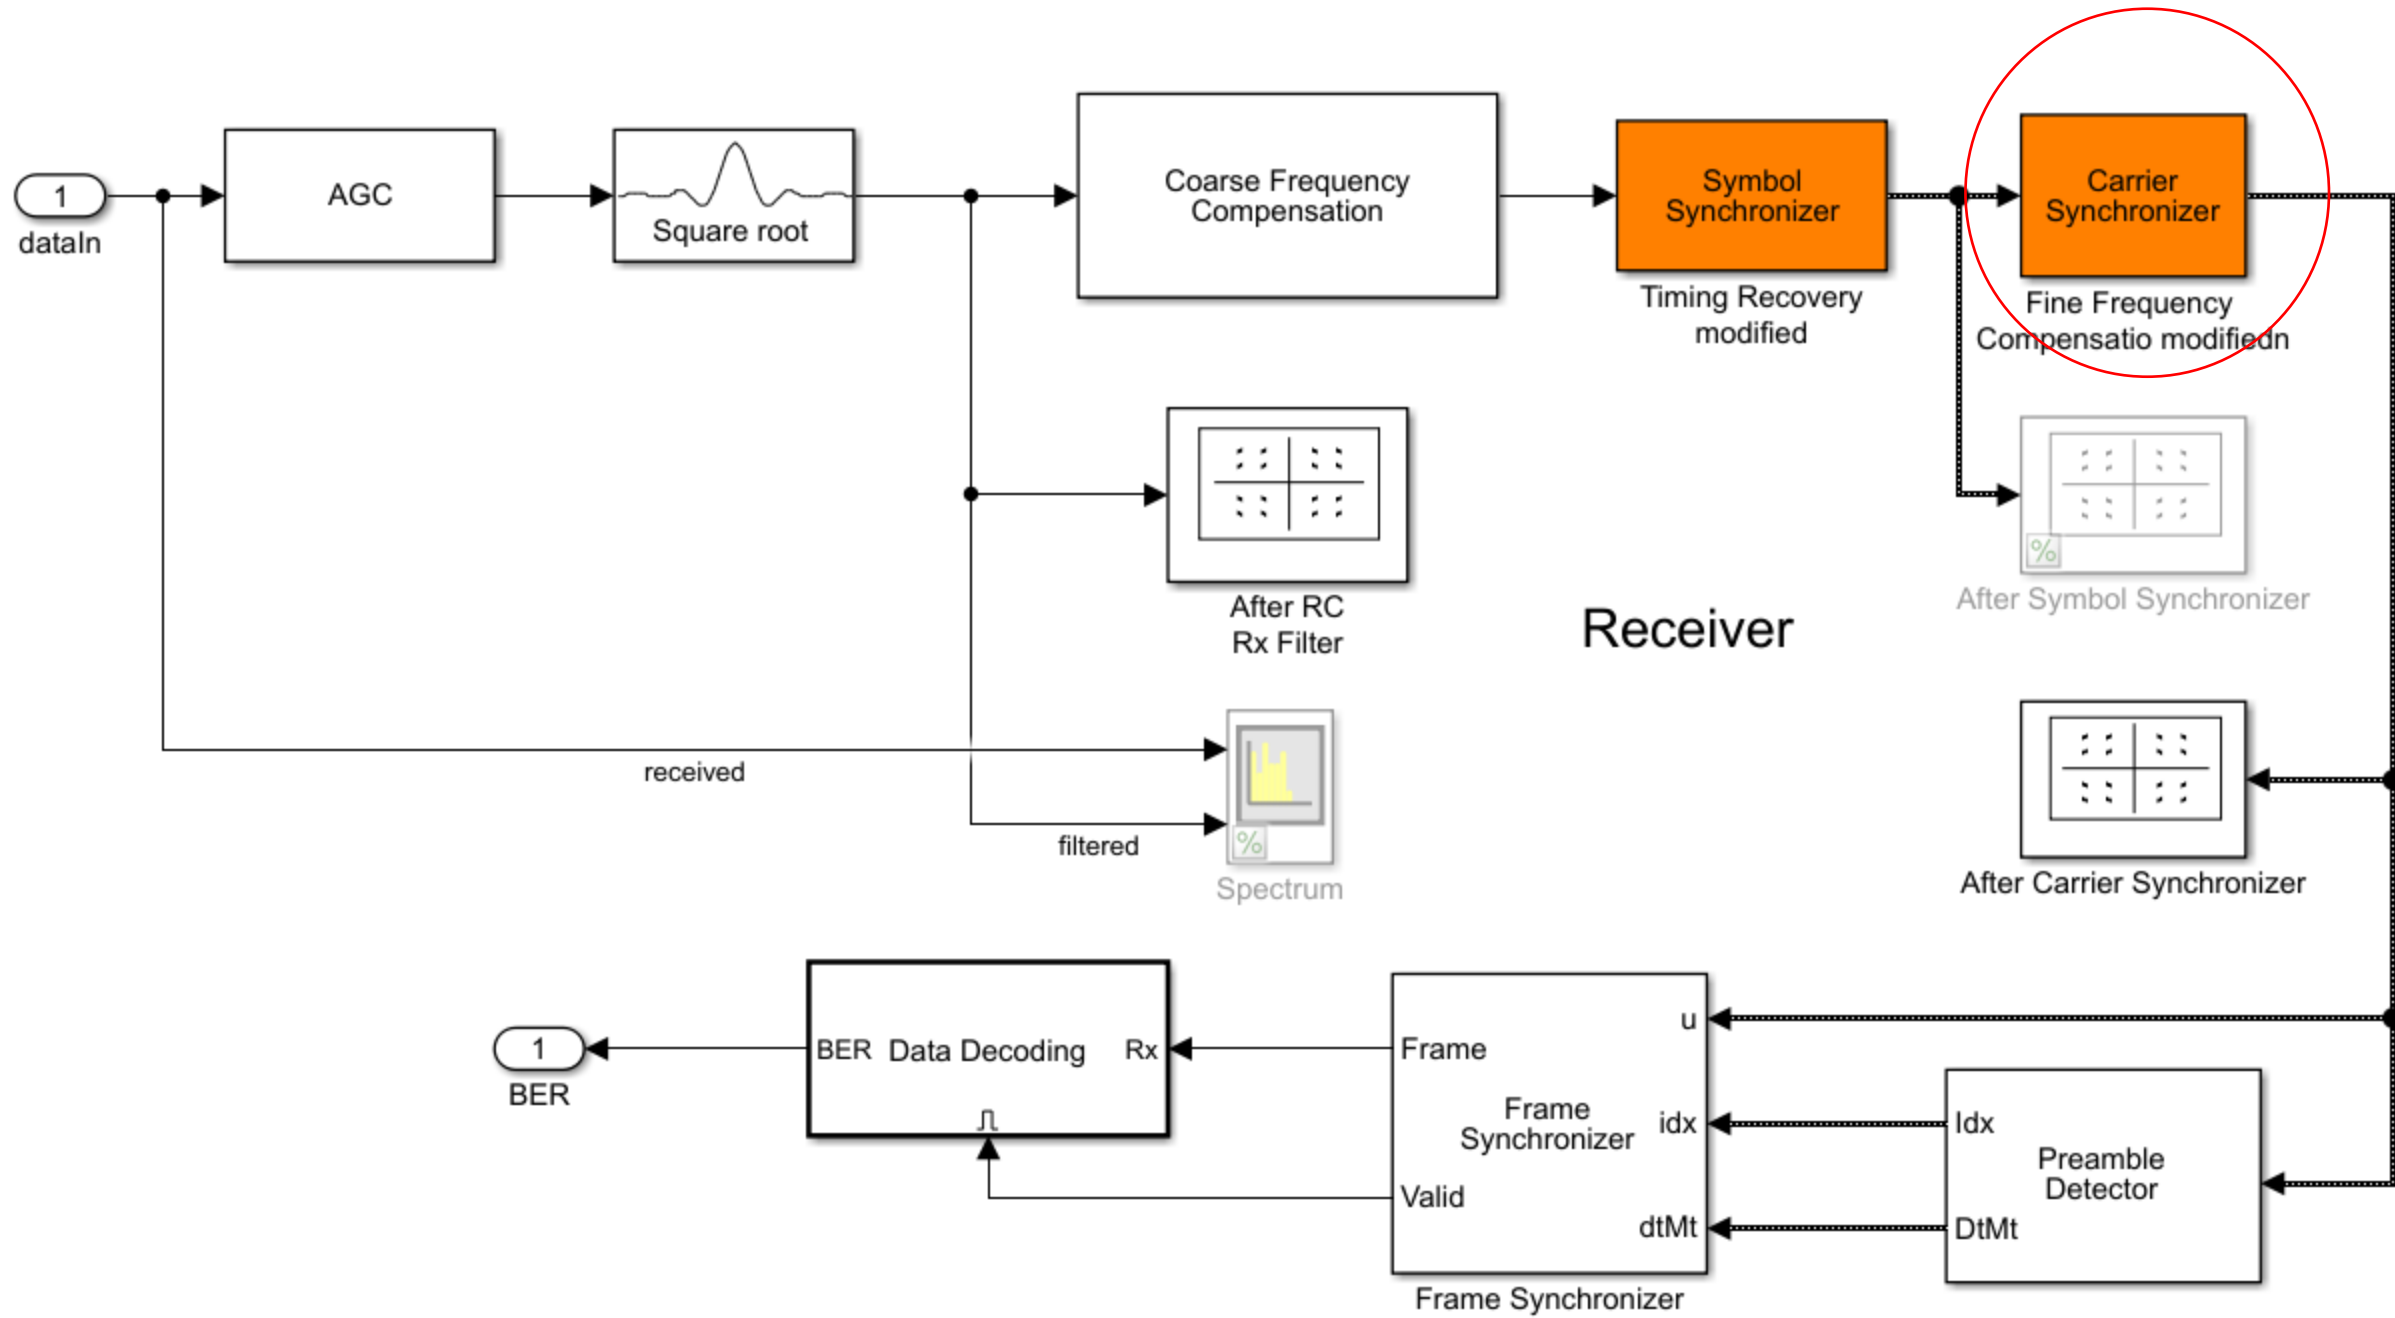 1
dataIn
AGC
Square root
Coarse Frequency
Compensation
Symbol
Synchronizer
Timing Recovery
modified
Carrier
Synchronizer
Fine Frequency
Compensatio modifiedn
After RC
Rx Filter
Receiver
%
After Symbol Synchronizer
received
filtered
%
Spectrum
After Carrier Synchronizer
1
BER
BER
Data Decoding
Rx
Frame
Valid
Frame
Synchronizer
u
idx
dtMt
Frame Synchronizer
Idx
DtMt
Preamble
Detector